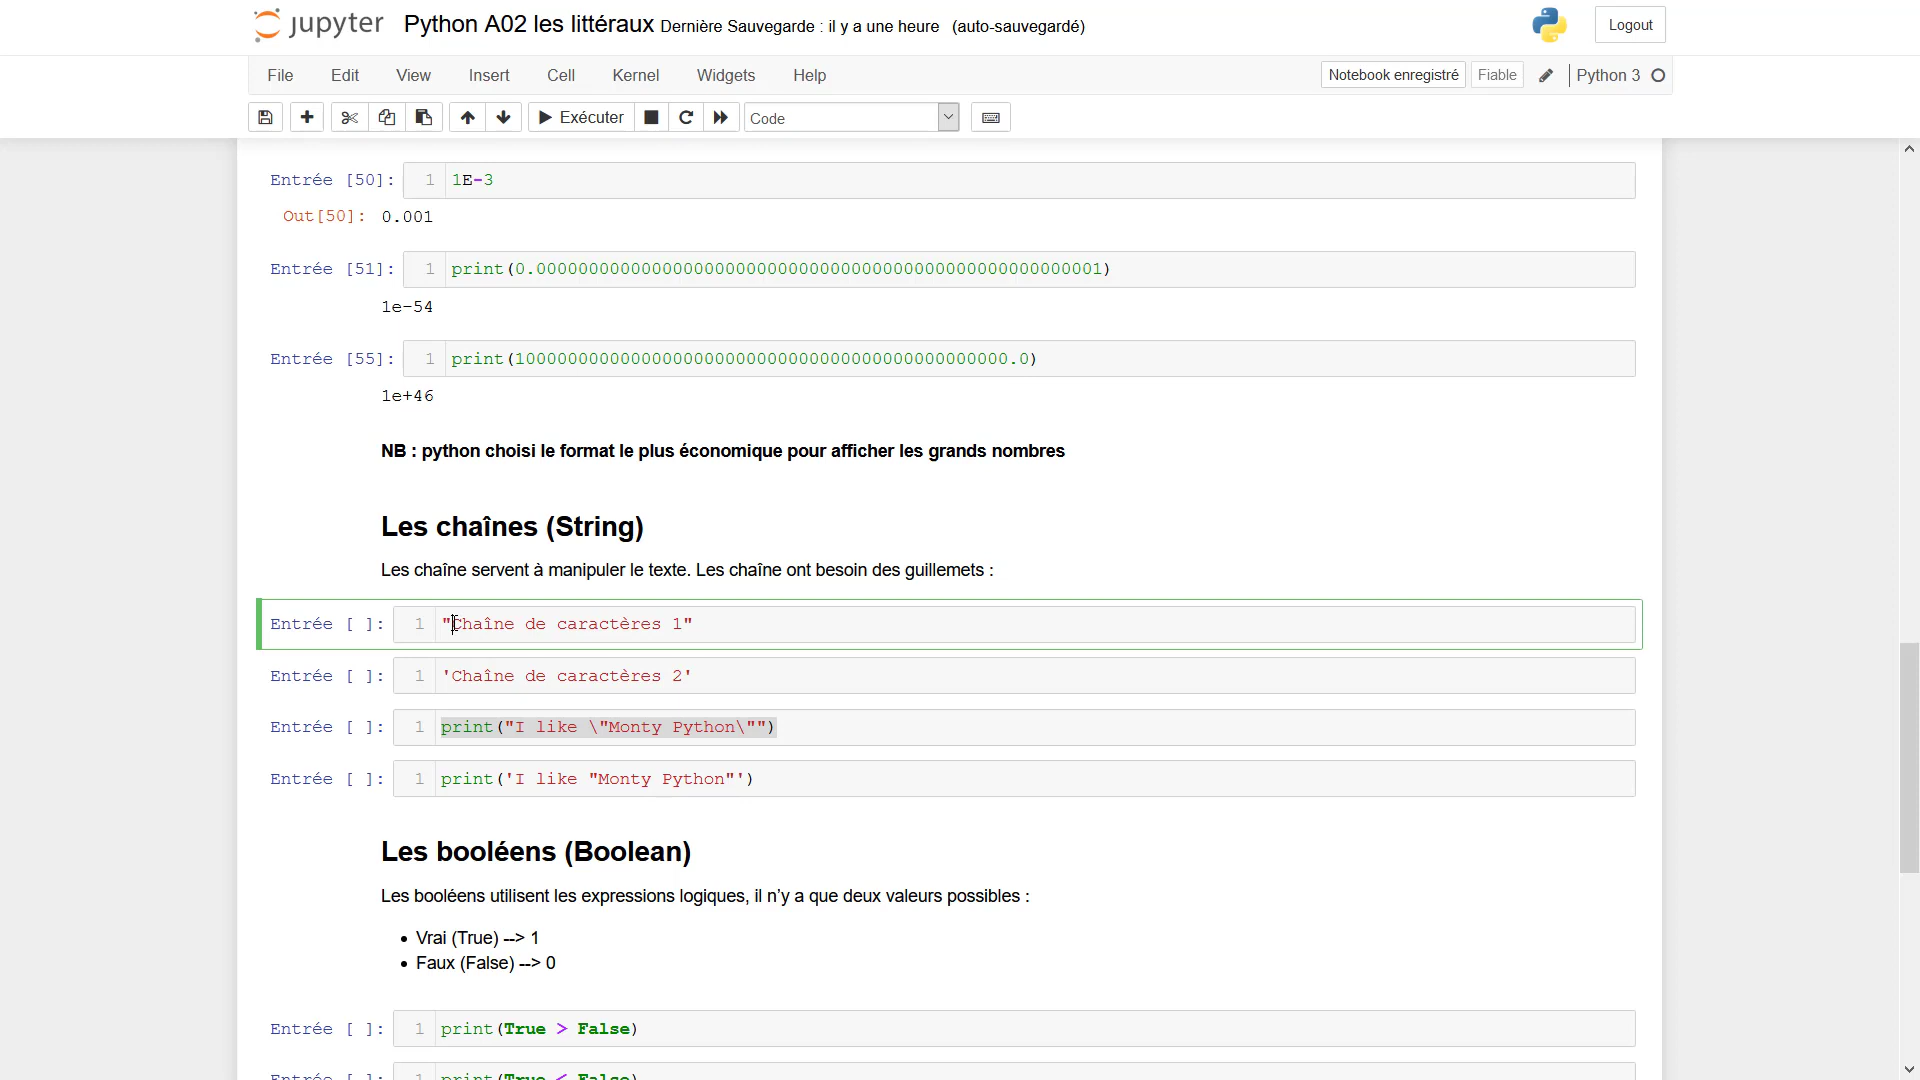 jupyter Python A02 les littéraux Dernière Sauvegarde : il y a une heure (auto-sauvegardé) Logout
File Edit View Insert Cell Kernel Widgets Help Notebook enregistré Fiable Python 3
Exécuter Code
Entrée [50]: 1 1E-3
Out[50]: 0.001
Entrée [51]: 1 print(0.000000000000000000000000000000000000000000000000000001)
1e-54
Entrée [55]: 1 print(10000000000000000000000000000000000000000000000.0)
1e+46
NB : python choisi le format le plus économique pour afficher les grands nombres
Les chaînes (String)
Les chaîne servent à manipuler le texte. Les chaîne ont besoin des guillemets :
Entrée [ ]: 1 "Chaîne de caractères 1"
Entrée [ ]: 1 'Chaîne de caractères 2'
Entrée [ ]: 1 print("I like \"Monty Python\"")
Entrée [ ]: 1 print('I like "Monty Python"')
Les booléens (Boolean)
Les booléens utilisent les expressions logiques, il n'y a que deux valeurs possibles :
• Vrai (True) --> 1
• Faux (False) --> 0
Entrée [ ]: 1 print(True > False)
Entrée [ ]: 1 print(True < False)